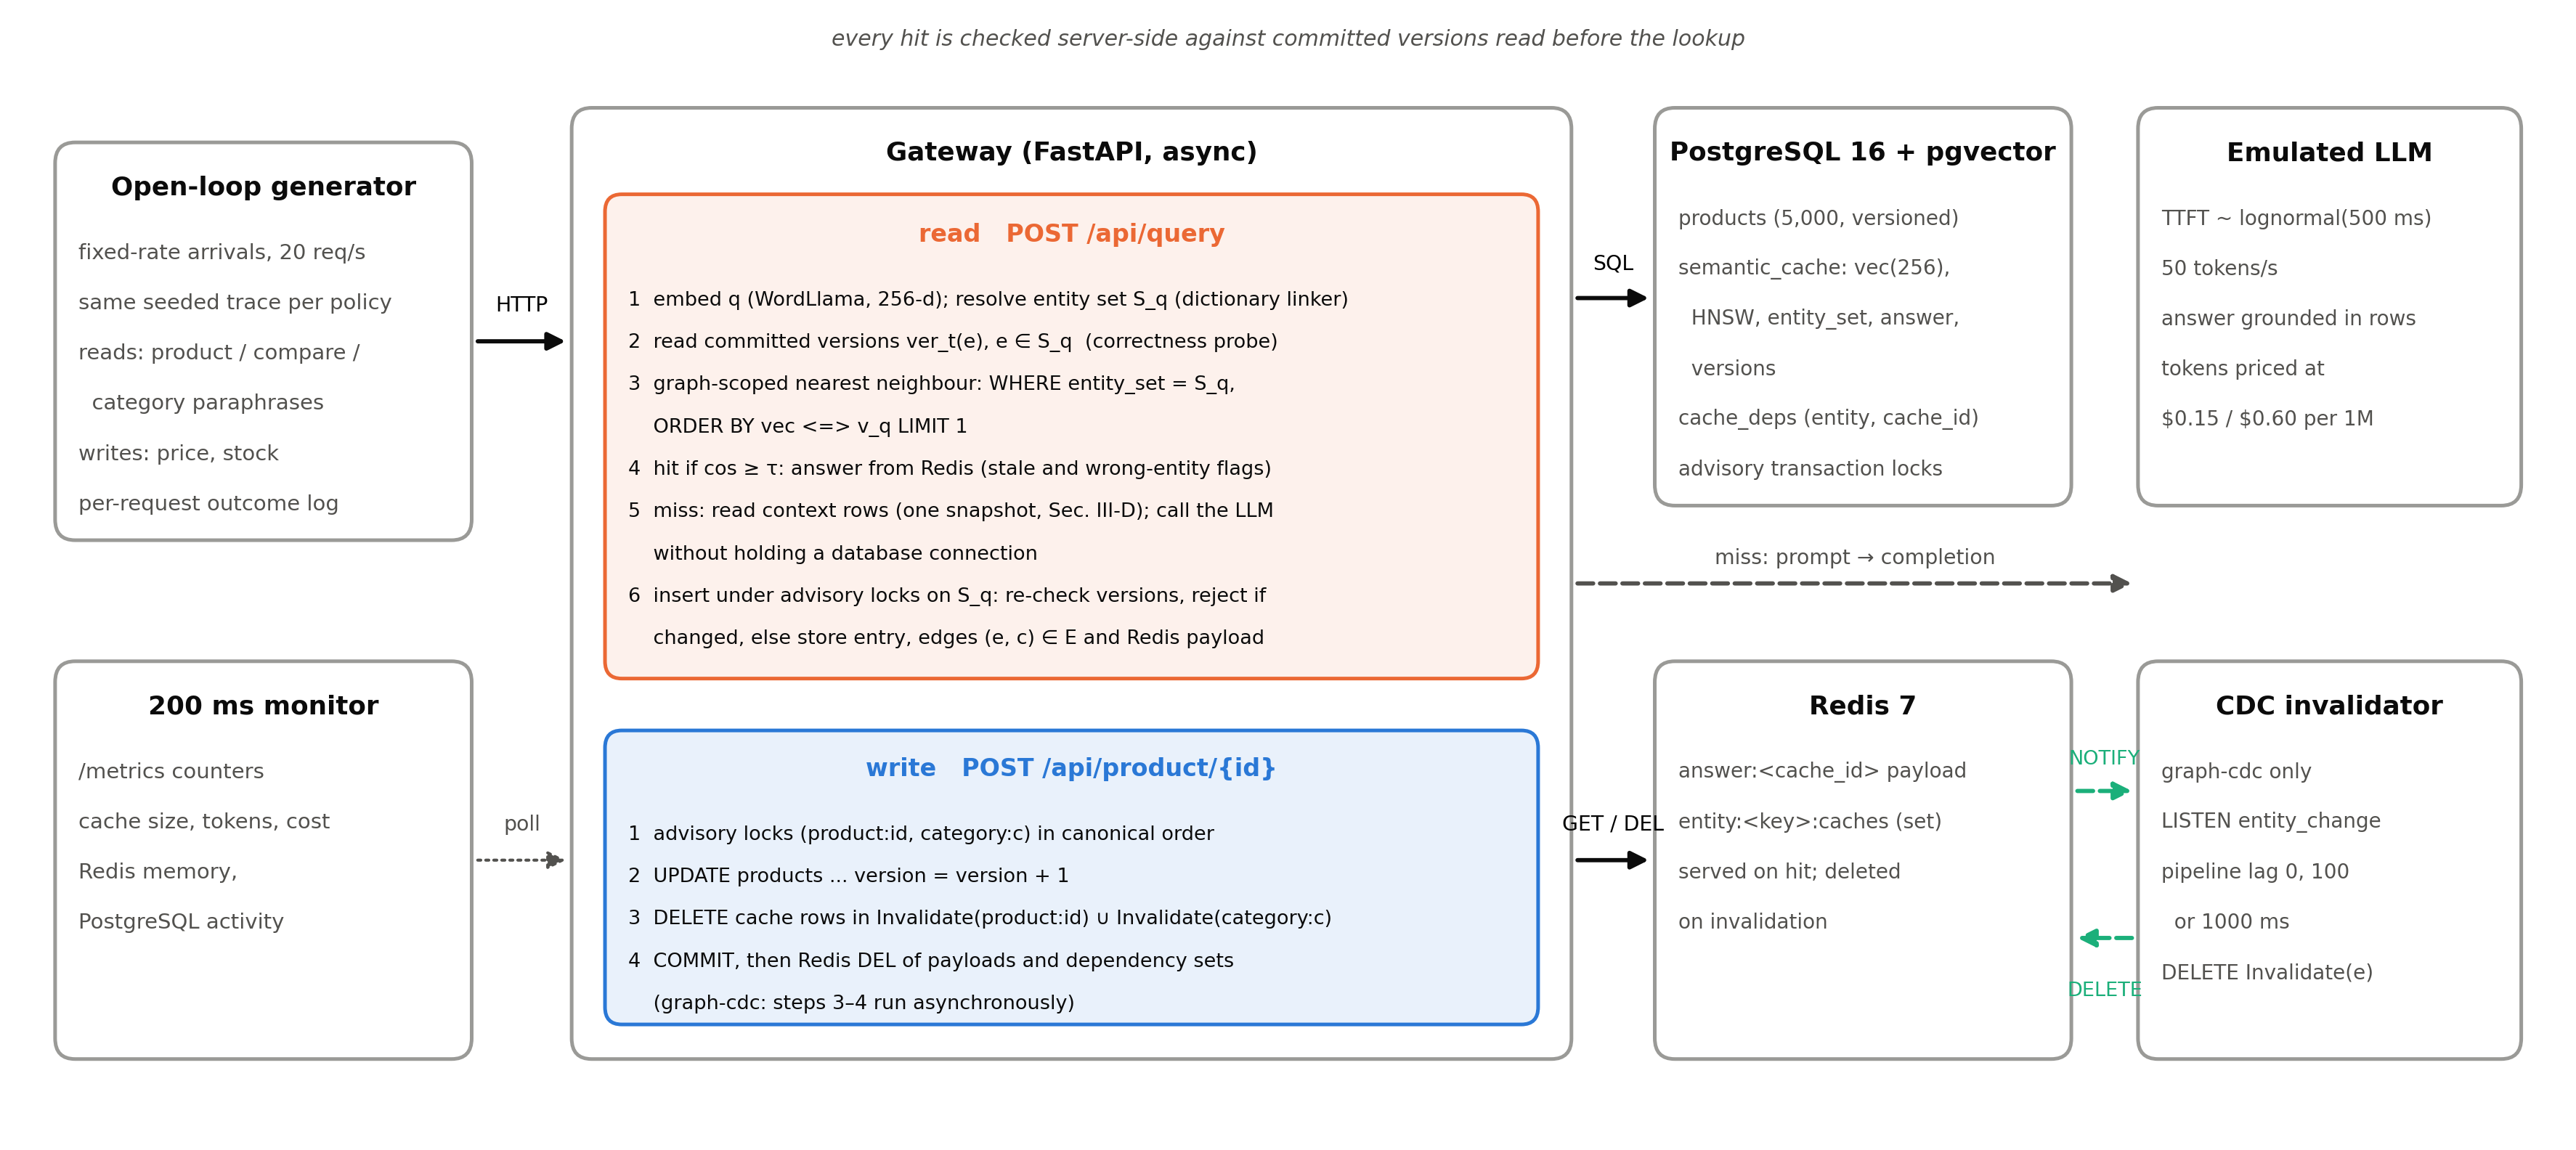 every hit is checked server-side against committed versions read before the lookup
Open-loop generator
fixed-rate arrivals, 20 req/s
same seeded trace per policy
reads: product / compare /
category paraphrases
writes: price, stock
per-request outcome log
HTTP
200 ms monitor
/metrics counters
cache size, tokens, cost
Redis memory,
PostgreSQL activity
poll
Gateway (FastAPI, async)
read POST /api/query
1 embed q (WordLlama, 256-d); resolve entity set S_q (dictionary linker)
2 read committed versions ver_t(e), e ∈ S_q (correctness probe)
3 graph-scoped nearest neighbour: WHERE entity_set = S_q,
ORDER BY vec <=> v_q LIMIT 1
4 hit if cos ≥ τ: answer from Redis (stale and wrong-entity flags)
5 miss: read context rows (one snapshot, Sec. III-D); call the LLM
without holding a database connection
6 insert under advisory locks on S_q: re-check versions, reject if
changed, else store entry, edges (e, c) ∈ E and Redis payload
write POST /api/product/{id}
1 advisory locks (product:id, category:c) in canonical order
2 UPDATE products ... version = version + 1
3 DELETE cache rows in Invalidate(product:id) ∪ Invalidate(category:c)
4 COMMIT, then Redis DEL of payloads and dependency sets
(graph-cdc: steps 3–4 run asynchronously)
SQL
PostgreSQL 16 + pgvector
products (5,000, versioned)
semantic_cache: vec(256),
HNSW, entity_set, answer,
versions
cache_deps (entity, cache_id)
advisory transaction locks
Emulated LLM
TTFT ~ lognormal(500 ms)
50 tokens/s
answer grounded in rows
tokens priced at
$0.15 / $0.60 per 1M
miss: prompt → completion
GET / DEL
Redis 7
answer:<cache_id> payload
entity:<key>:caches (set)
served on hit; deleted
on invalidation
NOTIFY
DELETE
CDC invalidator
graph-cdc only
LISTEN entity_change
pipeline lag 0, 100
or 1000 ms
DELETE Invalidate(e)